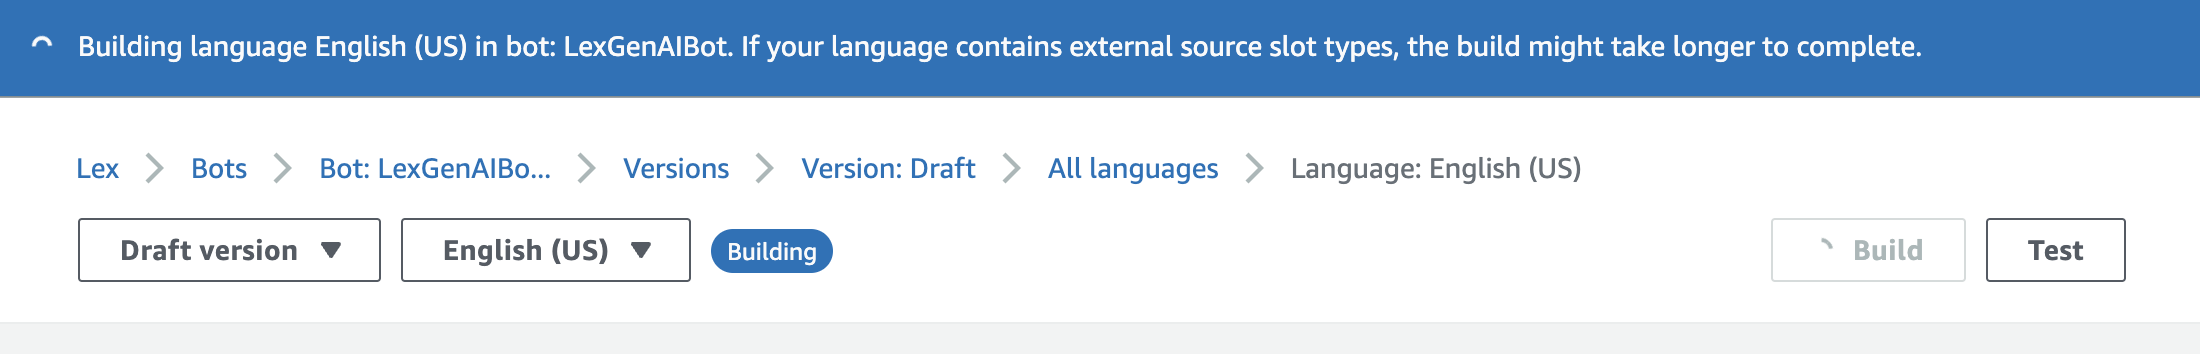 Building language English (US) in bot: LexGenAIBot. If your language contains external source slot types, the build might take longer to complete.
Lex Bots Bot: LexGenAIBo... Versions Version: Draft All languages Language: English (US)
Draft version English (US) Building Build Test